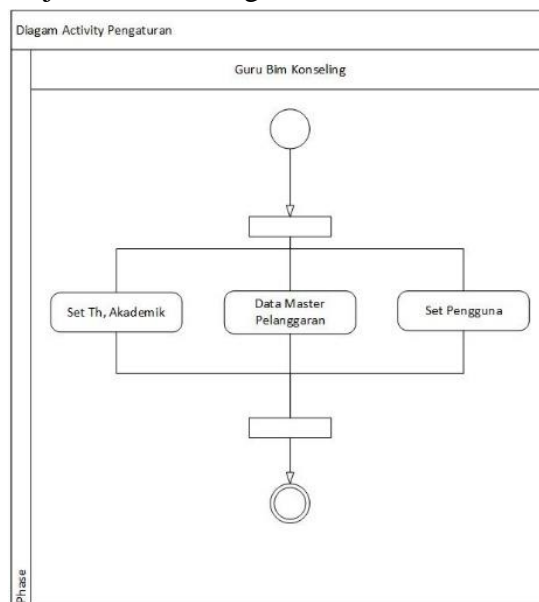 Diagam Activity Pengaturan
Guru Bim Konseling
Set Th, Akademik
Data Master
Pelanggaran
Set Pengguna
Phase